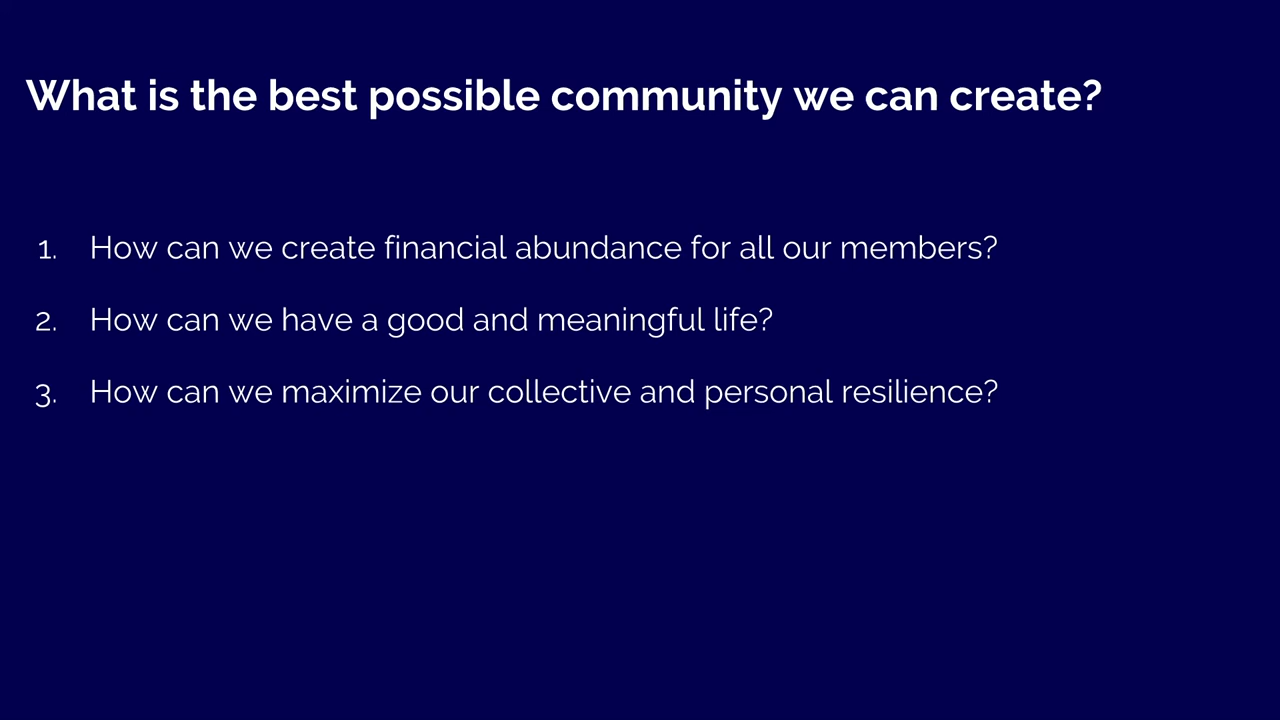 What is the best possible community we can create?
1. How can we create financial abundance for all our members?
2. How can we have a good and meaningful life?
3. How can we maximize our collective and personal resilience?